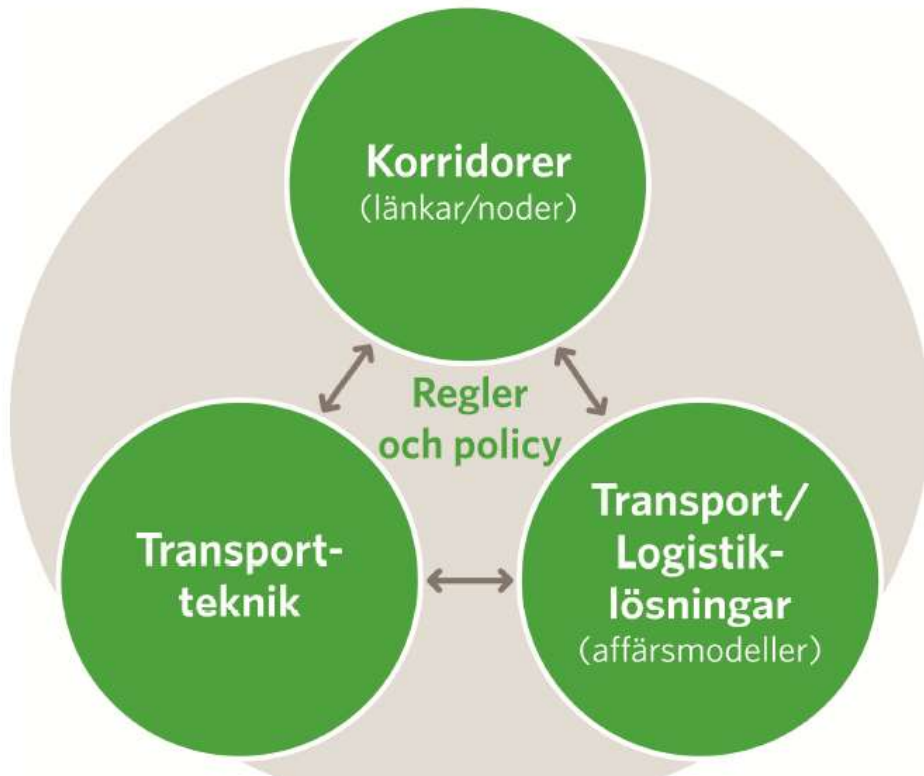 Korridorer
(länkar/noder)
Regler
och policy
Transport-
teknik
Transport/
Logistik-
lösningar
(affärsmodeller)